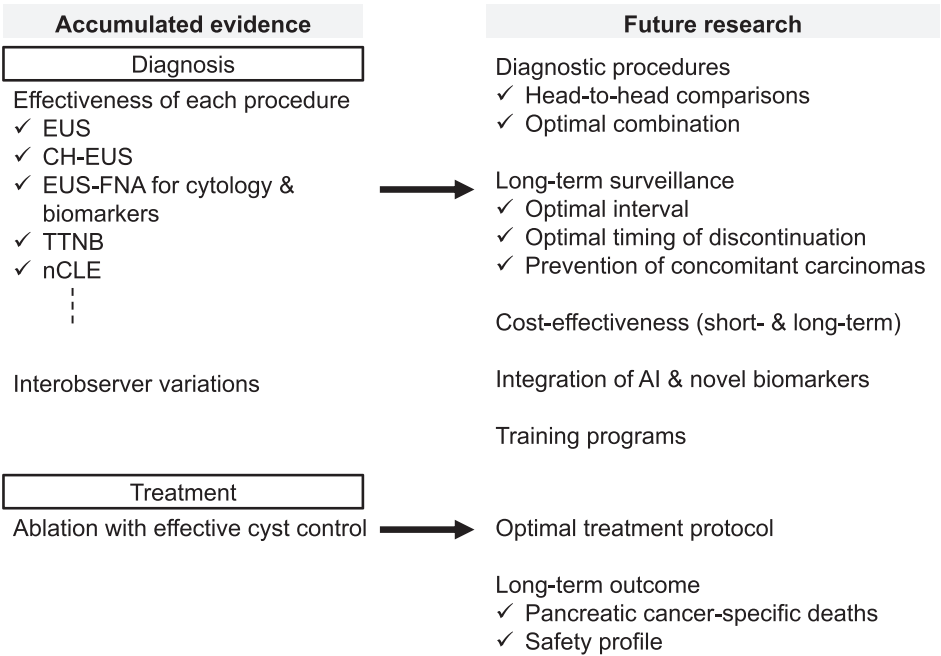 Accumulated evidence
Diagnosis
Effectiveness of each procedure
✓ EUS
✓ CH-EUS
✓ EUS-FNA for cytology &
biomarkers
✓ TTNB
✓ nCLE
Interobserver variations
Treatment
Ablation with effective cyst control
Future research
Diagnostic procedures
✓ Head-to-head comparisons
✓ Optimal combination
Long-term surveillance
✓ Optimal interval
✓ Optimal timing of discontinuation
✓ Prevention of concomitant carcinomas
Cost-effectiveness (short- & long-term)
Integration of AI & novel biomarkers
Training programs
Optimal treatment protocol
Long-term outcome
✓ Pancreatic cancer-specific deaths
✓ Safety profile